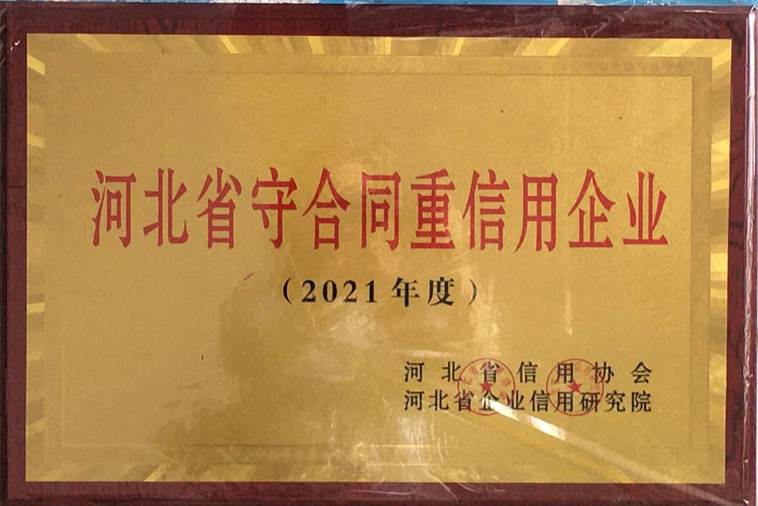 河北省守合同重信用企业
（2021年度）
河北省信用协会
河北省企业信用研究院